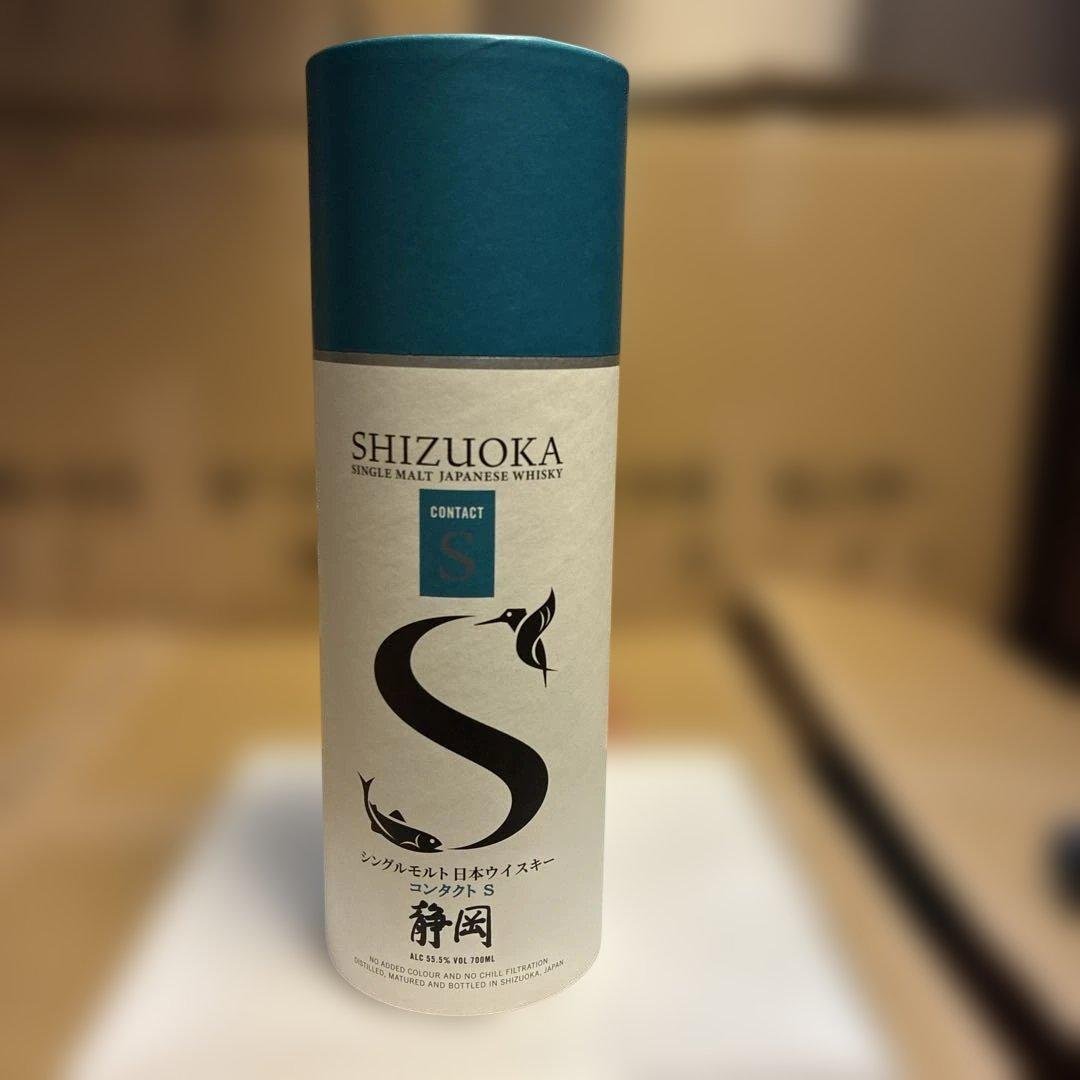 SHIZUOKA
SINGLE MALT JAPANESE WHISKY
CONTACT
S
S
シングルモルト日本ウイスキー
コンタクト S
静岡
ALC 55.5% VOL 700ML
NO ADDED COLOUR AND NO CHILL FILTRATION
DISTILLED, MATURED AND BOTTLED IN SHIZUOKA, JAPAN